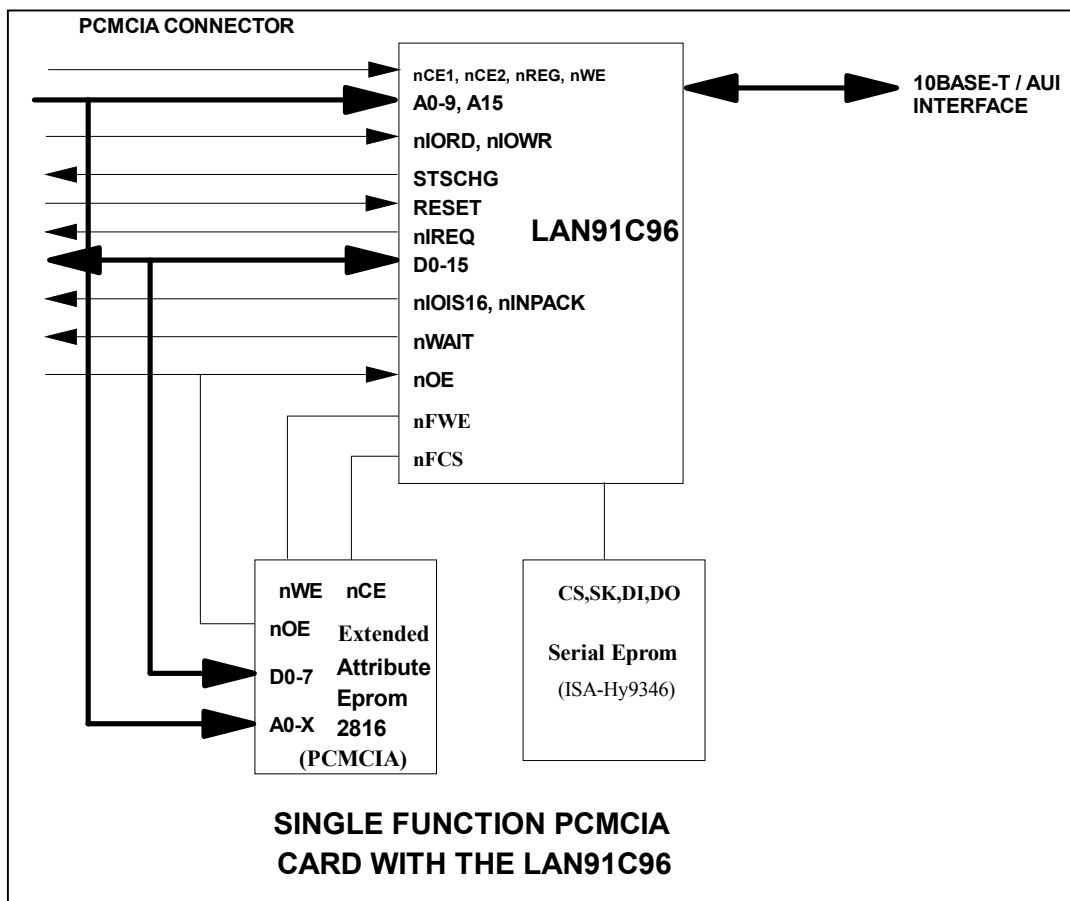 PCMCIA CONNECTOR
nCE1, nCE2, nREG, nWE
A0-9, A15
nIORD, nIOWR
STSCHG
RESET
nIREQ
D0-15
nIOIS16, nINPACK
nWAIT
nOE
nFWE
nFCS
LAN91C96
10BASE-T / AUI
INTERFACE
nWE nCE
nOE Extended
D0-7 Attribute
Eprom
A0-X 2816
(PCMCIA)
CS,SK,DI,DO
Serial Eprom
(ISA-Hy9346)
SINGLE FUNCTION PCMCIA
CARD WITH THE LAN91C96